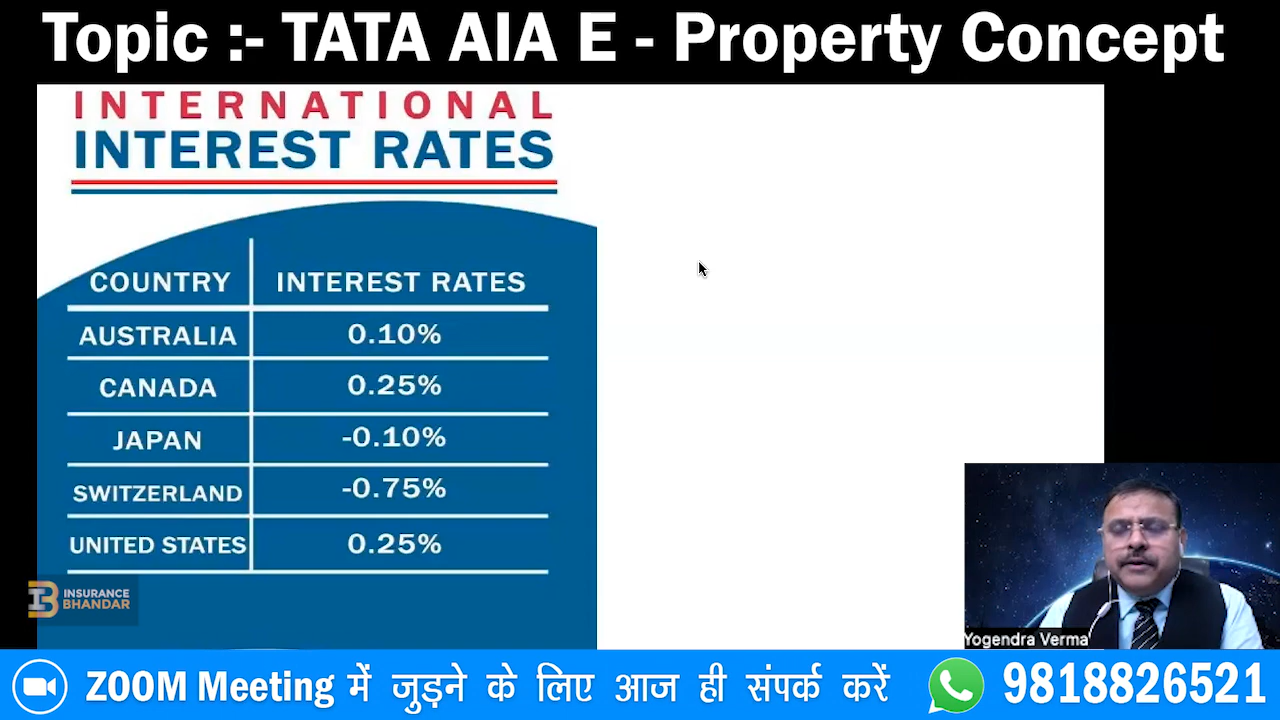 Topic :- TATA AIA E - Property Concept
INTERNATIONAL
INTEREST RATES
COUNTRY INTEREST RATES
AUSTRALIA 0.10%
CANADA 0.25%
JAPAN -0.10%
SWITZERLAND -0.75%
UNITED STATES 0.25%
INSURANCE
BHANDAR
Yogendra Verma
ZOOM Meeting में जुड़ने के लिए आज ही संपर्क करें 9818826521